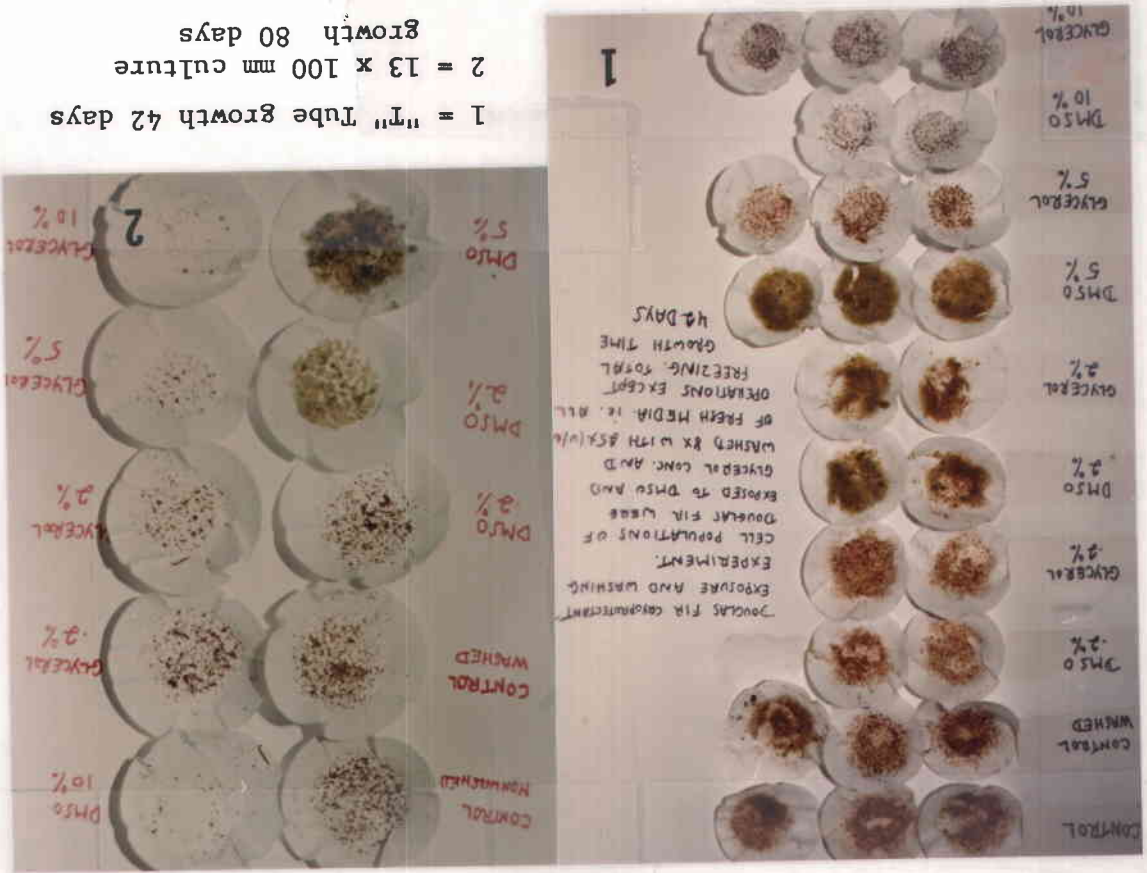 CONTROL
CONTROL
WASHED
DMSO
.2%
GLYCEROL
.2%
DMSO
2%
GLYCEROL
2%
DMSO
5%
GLYCEROL
5%
DMSO
10%
GLYCEROL
10%
DOUGLAS FIR CRYOPROTECTANT
EXPOSURE AND WASHING
EXPERIMENT.
CELL POPULATIONS OF
DOUGLAS FIR WERE
EXPOSED TO DMSO AND
GLYCEROL CONC. AND
WASHED 8X WITH
OF FRESH MEDIA. IE. ALL
OPERATIONS EXCEPT
FREEZING. TOTAL
GROWTH TIME
42 DAYS
1
CONTROL
NONWASHED
CONTROL
WASHED
DMSO
.2%
DMSO
2%
DMSO
5%
DMSO
10%
GLYCEROL
.2%
GLYCEROL
2%
GLYCEROL
5%
GLYCEROL
10%
2
1 = "T" Tube growth 42 days
2 = 13 x 100 mm culture
growth 80 days